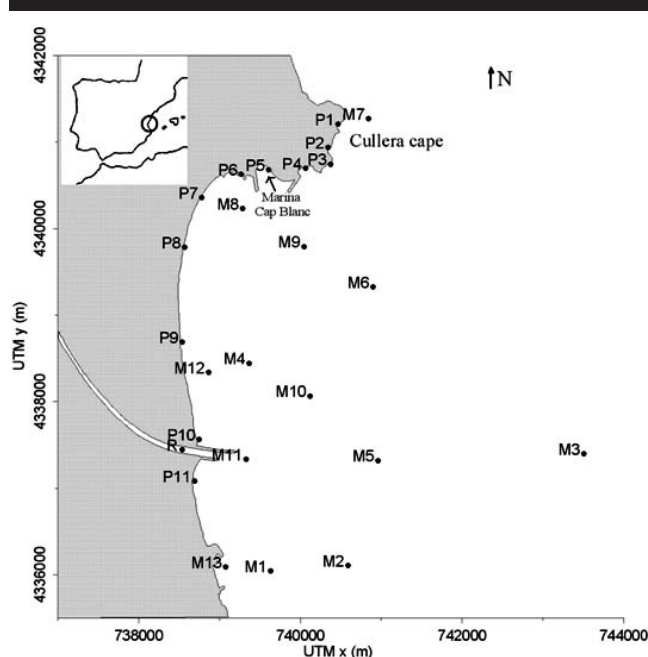 4342000
N
M7
P1
Cullera cape
P2
P3
P4
P5
P6
Marina
Cap Blanc
P7
M8
4340000
P8
M9
M6
UTM y (m)
P9
M4
M12
4338000
M10
P10
R
M11
M5
M3
P11
4336000
M13
M1
M2
738000
740000
742000
744000
UTM x (m)